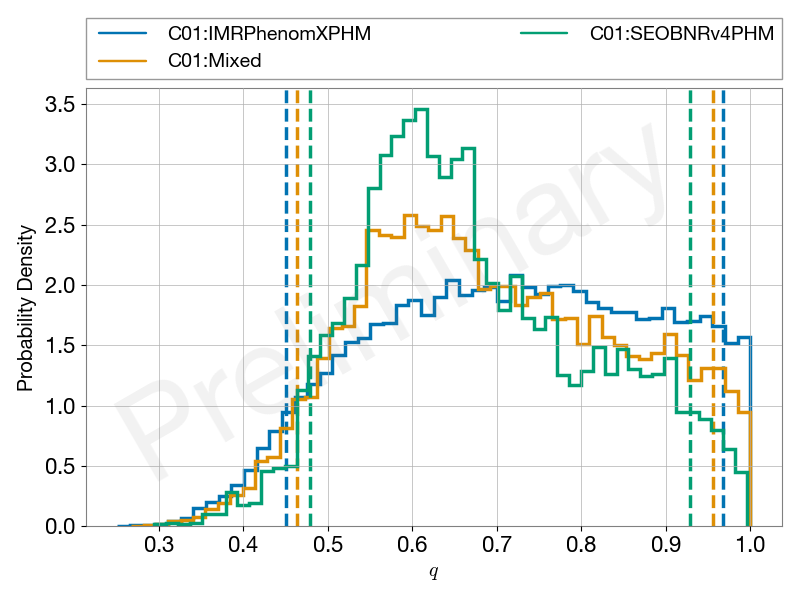 C01:IMRPhenomXPHM
C01:Mixed
C01:SEOBNRv4PHM
Preliminary
Probability Density
3.5
3.0
2.5
2.0
1.5
1.0
0.5
0.0
0.3 0.4 0.5 0.6 0.7 0.8 0.9 1.0
q